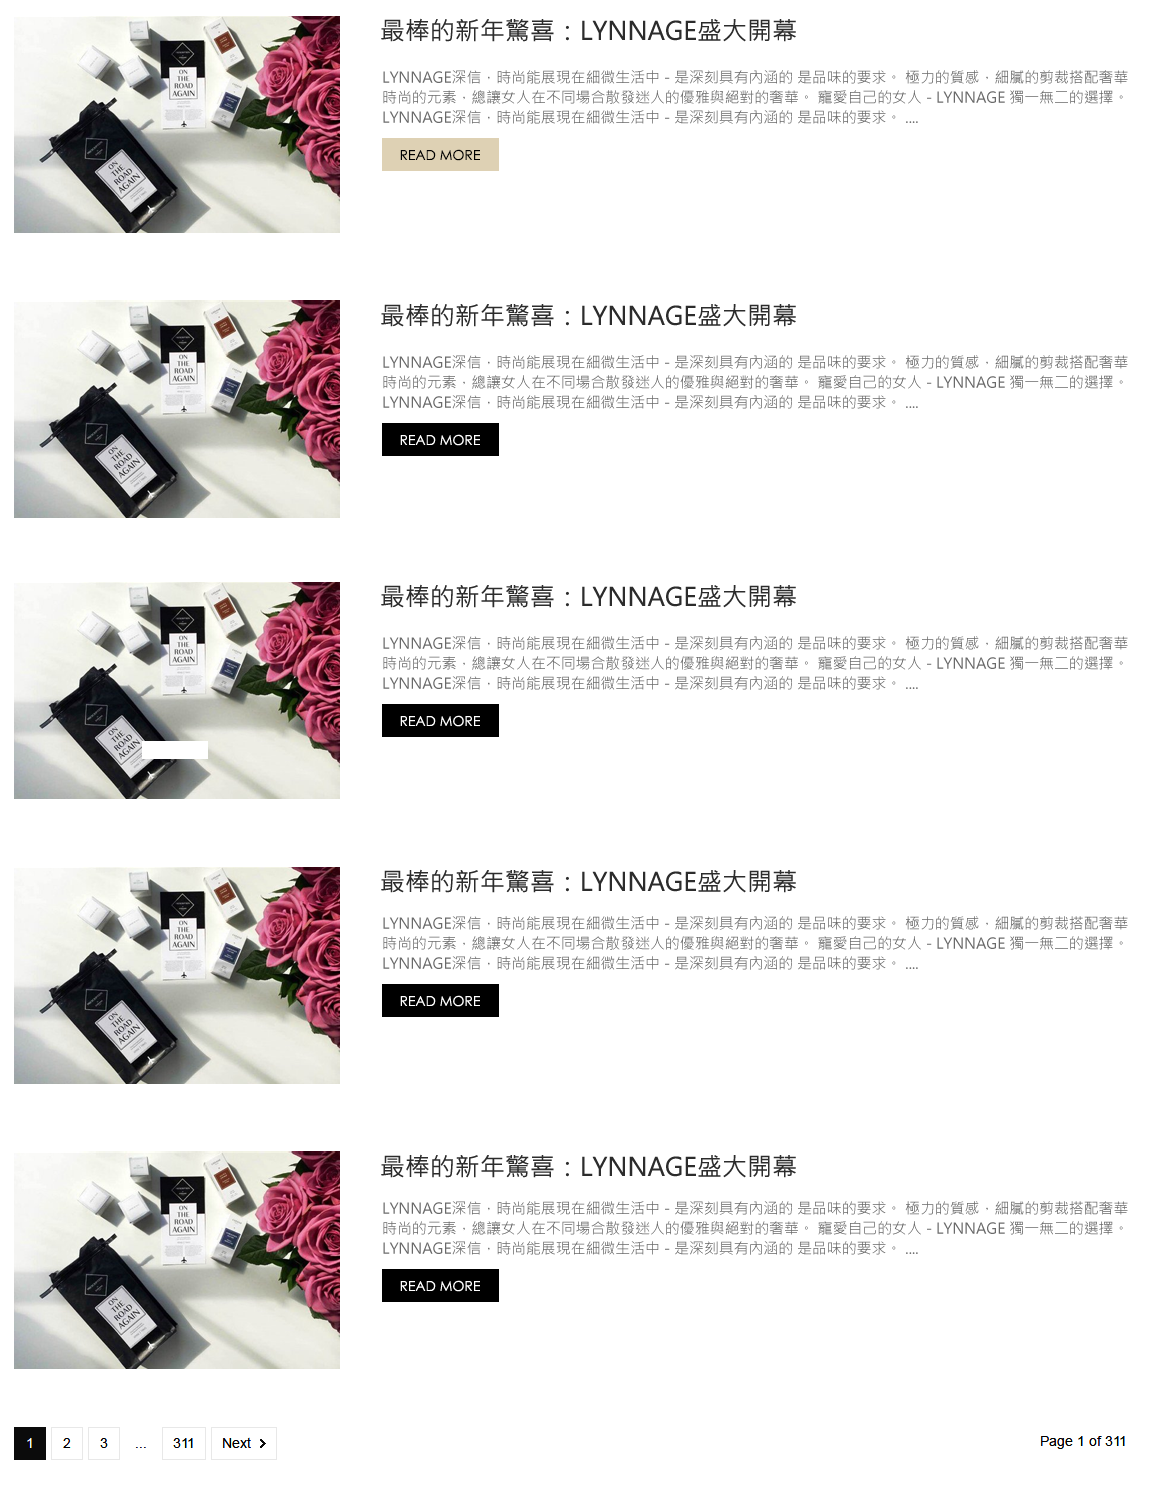 ON
THE
ROAD
AGAIN
ON
THE
ROAD
AGAIN
最棒的新年驚喜：LYNNAGE盛大開幕
LYNNAGE深信．時尚能展現在細微生活中 - 是深刻具有內涵的 是品味的要求。 極力的質感．細膩的剪裁搭配奢華
時尚的元素．總讓女人在不同場合散發迷人的優雅與絕對的奢華。 寵愛自己的女人 - LYNNAGE 獨一無二的選擇。
LYNNAGE深信．時尚能展現在細微生活中 - 是深刻具有內涵的 是品味的要求。 ....
READ MORE
ON
THE
ROAD
AGAIN
ON
THE
ROAD
AGAIN
最棒的新年驚喜：LYNNAGE盛大開幕
LYNNAGE深信．時尚能展現在細微生活中 - 是深刻具有內涵的 是品味的要求。 極力的質感．細膩的剪裁搭配奢華
時尚的元素．總讓女人在不同場合散發迷人的優雅與絕對的奢華。 寵愛自己的女人 - LYNNAGE 獨一無二的選擇。
LYNNAGE深信．時尚能展現在細微生活中 - 是深刻具有內涵的 是品味的要求。 ....
READ MORE
ON
THE
ROAD
AGAIN
ON
THE
ROAD
AGAIN
最棒的新年驚喜：LYNNAGE盛大開幕
LYNNAGE深信．時尚能展現在細微生活中 - 是深刻具有內涵的 是品味的要求。 極力的質感．細膩的剪裁搭配奢華
時尚的元素．總讓女人在不同場合散發迷人的優雅與絕對的奢華。 寵愛自己的女人 - LYNNAGE 獨一無二的選擇。
LYNNAGE深信．時尚能展現在細微生活中 - 是深刻具有內涵的 是品味的要求。 ....
READ MORE
ON
THE
ROAD
AGAIN
ON
THE
ROAD
AGAIN
最棒的新年驚喜：LYNNAGE盛大開幕
LYNNAGE深信．時尚能展現在細微生活中 - 是深刻具有內涵的 是品味的要求。 極力的質感．細膩的剪裁搭配奢華
時尚的元素．總讓女人在不同場合散發迷人的優雅與絕對的奢華。 寵愛自己的女人 - LYNNAGE 獨一無二的選擇。
LYNNAGE深信．時尚能展現在細微生活中 - 是深刻具有內涵的 是品味的要求。 ....
READ MORE
ON
THE
ROAD
AGAIN
ON
THE
ROAD
AGAIN
最棒的新年驚喜：LYNNAGE盛大開幕
LYNNAGE深信．時尚能展現在細微生活中 - 是深刻具有內涵的 是品味的要求。 極力的質感．細膩的剪裁搭配奢華
時尚的元素．總讓女人在不同場合散發迷人的優雅與絕對的奢華。 寵愛自己的女人 - LYNNAGE 獨一無二的選擇。
LYNNAGE深信．時尚能展現在細微生活中 - 是深刻具有內涵的 是品味的要求。 ....
READ MORE
1 2 3 ... 311 Next
Page 1 of 311